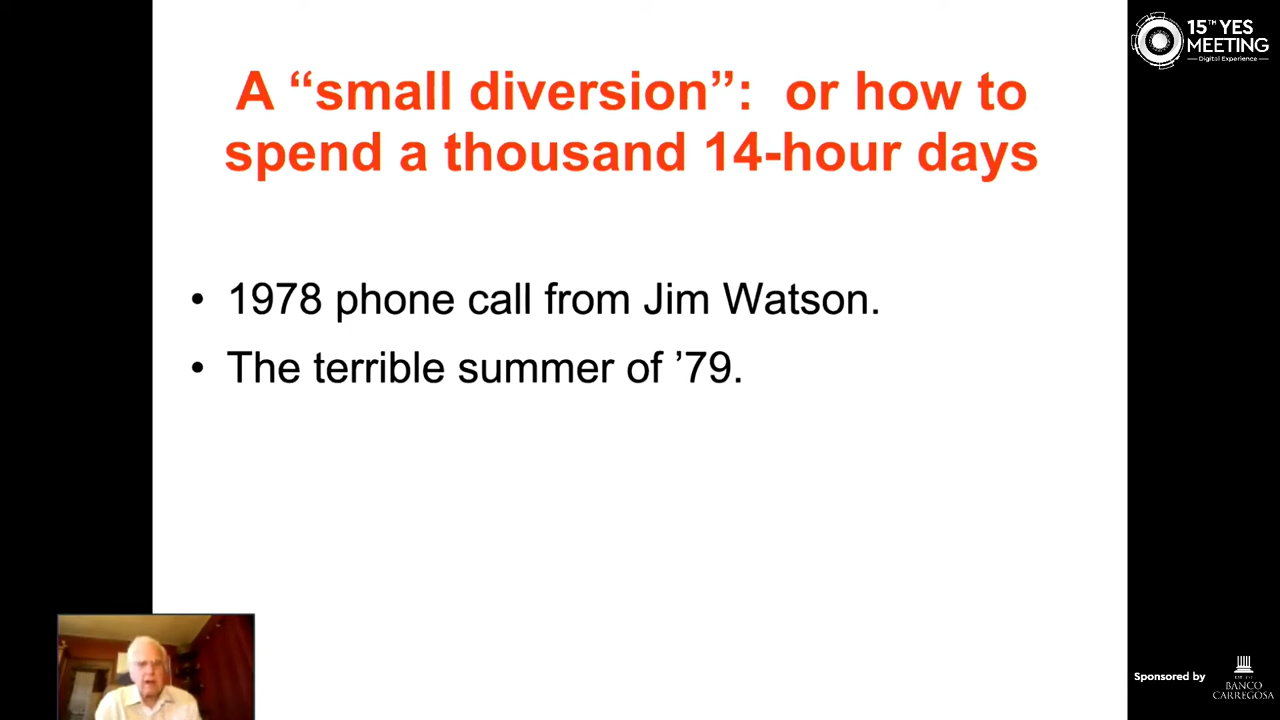 15TH YES
MEETING
Digital Experience
A “small diversion”: or how to
spend a thousand 14-hour days
• 1978 phone call from Jim Watson.
• The terrible summer of ’79.
Sponsored by
BANCO
CARREGOSA